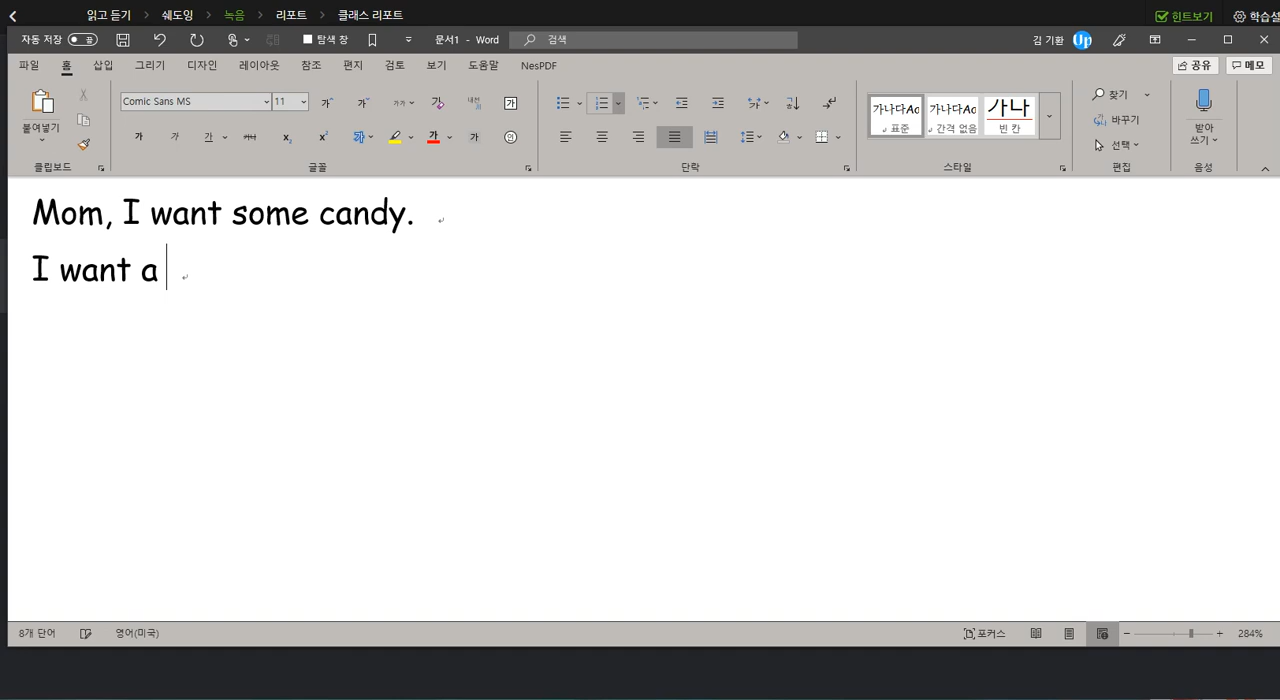 읽고 듣기 쉐도잉 녹음 리포트 클래스 리포트 힌트보기 학습설
자동 저장 문서1 - Word 검색 김 기환 Up
탐색 창
파일 홈 삽입 그리기 디자인 레이아웃 참조 편지 검토 보기 도움말 NesPDF 공유 메모
붙여넣기 Comic Sans MS 11
가나다Ac 가나다Ac 가나
표준 간격 없음 빈 칸
찾기
바꾸기
선택
받아
쓰기
클립보드 글꼴 단락 스타일 편집 음성
Mom, I want some candy.
I want a
8개 단어 영어(미국) 포커스 284%